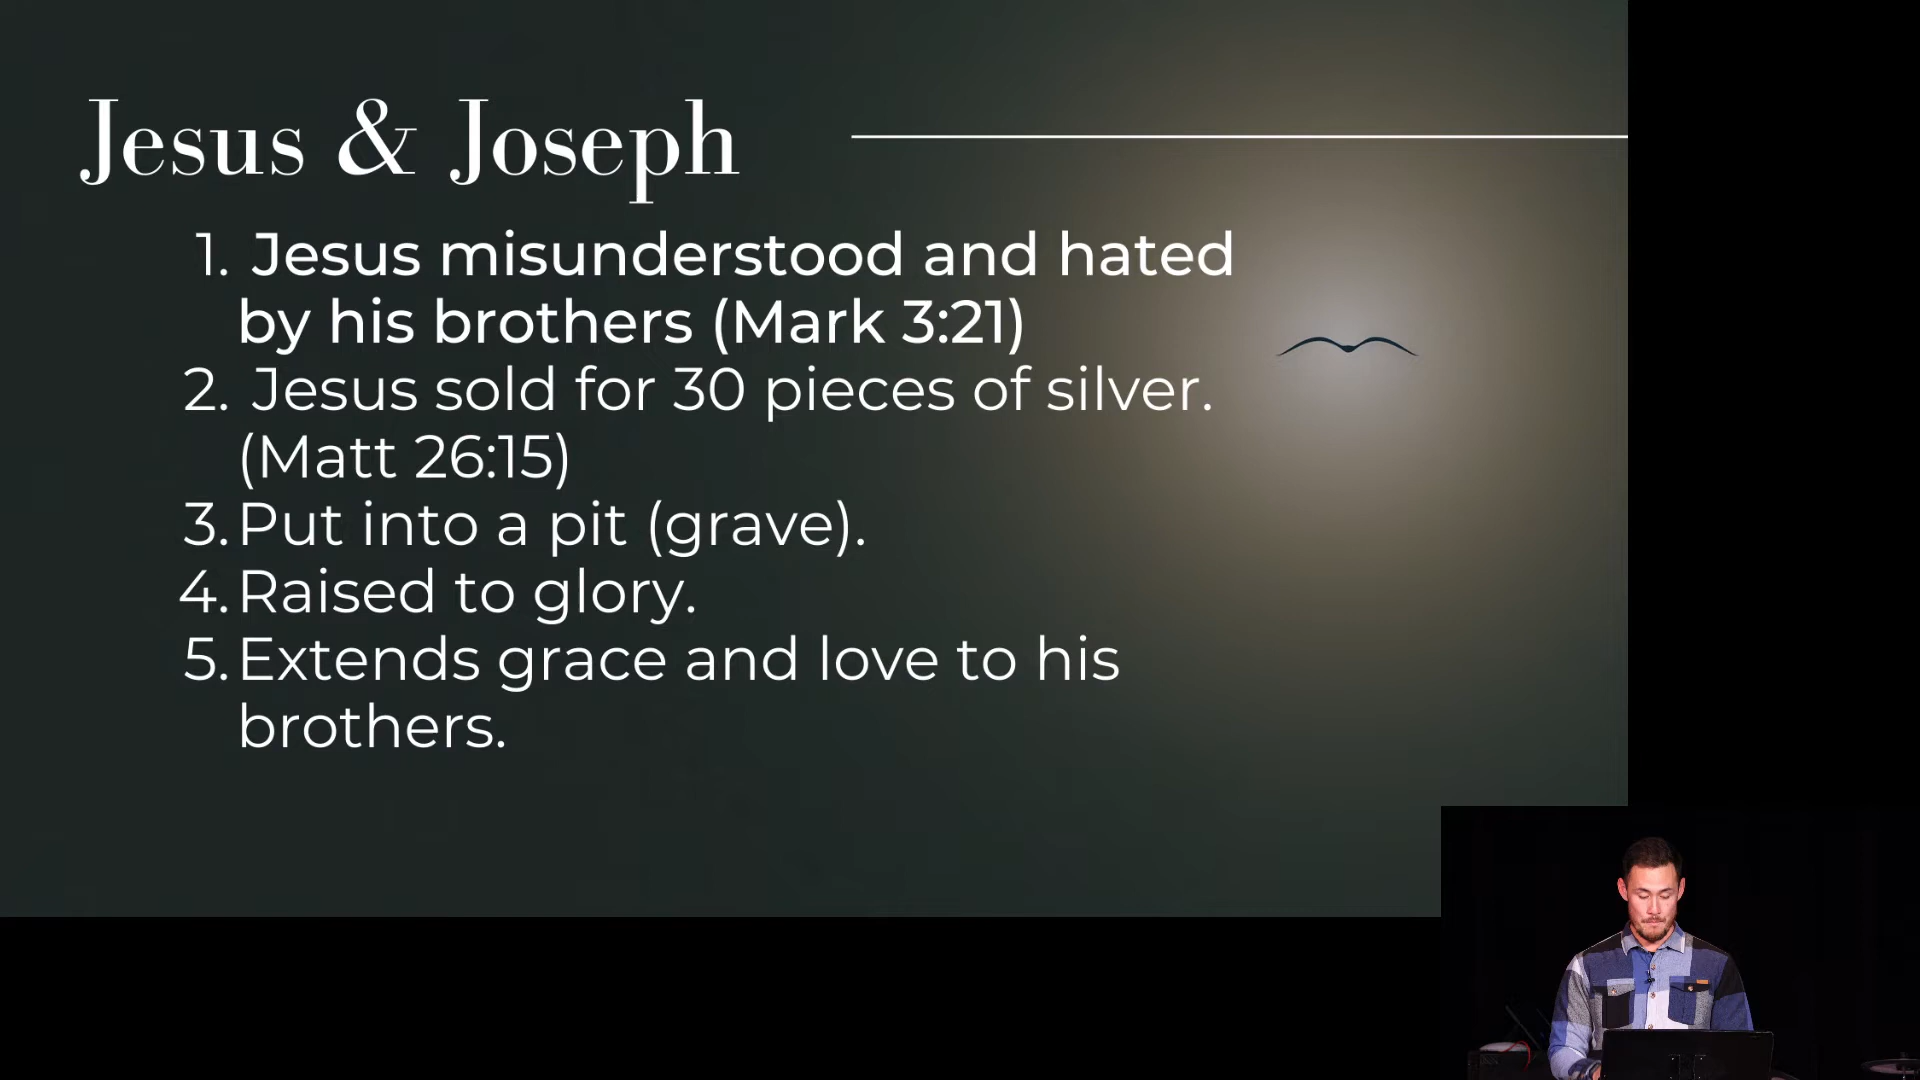 Jesus & Joseph
1. Jesus misunderstood and hated
by his brothers (Mark 3:21)
2. Jesus sold for 30 pieces of silver.
(Matt 26:15)
3. Put into a pit (grave).
4. Raised to glory.
5. Extends grace and love to his
brothers.